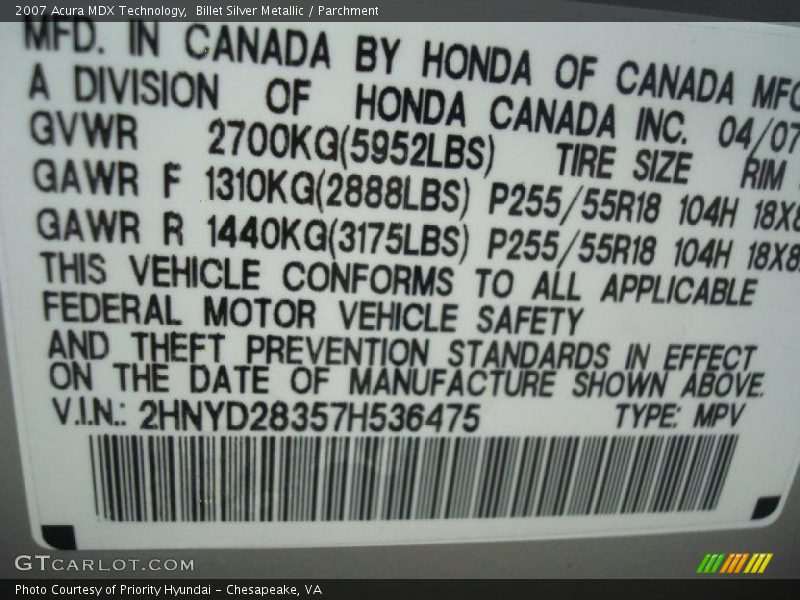 2007 Acura MDX Technology,  Billet Silver Metallic / Parchment
MFD. IN CANADA BY HONDA OF CANADA MFG
A DIVISION OF HONDA CANADA INC. 04/07
GVWR 2700KG(5952LBS) TIRE SIZE RIM
GAWR F 1310KG(2888LBS) P255/55R18 104H 18X8
GAWR R 1440KG(3175LBS) P255/55R18 104H 18X8
THIS VEHICLE CONFORMS TO ALL APPLICABLE
FEDERAL MOTOR VEHICLE SAFETY
AND THEFT PREVENTION STANDARDS IN EFFECT
ON THE DATE OF MANUFACTURE SHOWN ABOVE.
V.I.N.: 2HNYD28357H536475 TYPE: MPV
GTCARLOT.COM
Photo Courtesy of Priority Hyundai – Chesapeake, VA